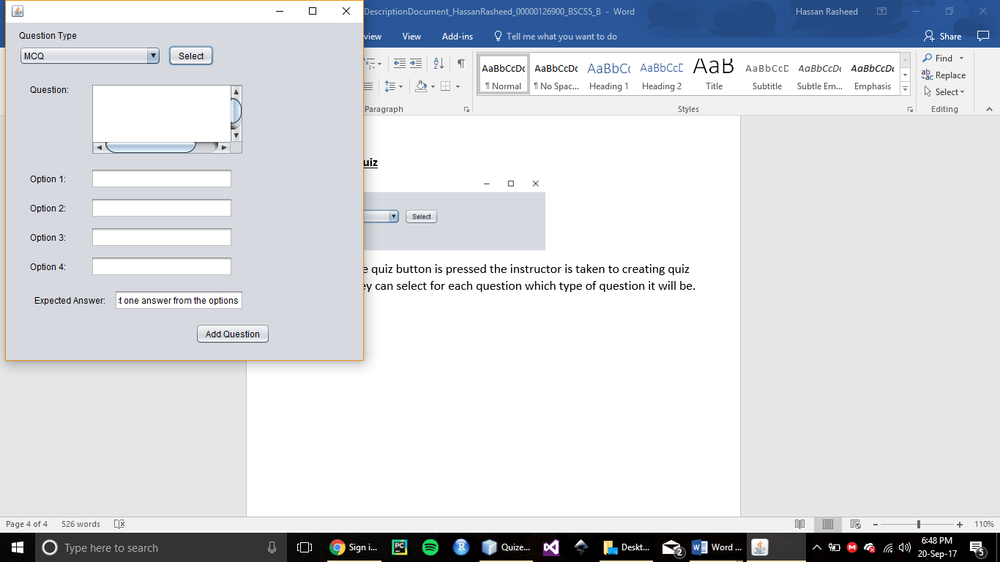 DescriptionDocument_HassanRasheed_00000126900_BSCS5_B - Word
Hassan Rasheed
View
Add-ins
Tell me what you want to do
Share
Question Type
MCQ
Select
Question:
Option 1:
Option 2:
Option 3:
Option 4:
Expected Answer:
t one answer from the options
Add Question
AaBbCcDc
AaBbCcDc
AaBbCc
AaBbCcD
AaB
AaBbCcD
AaBbCcDc
AaBbCcDc
¶ Normal
¶ No Spac...
Heading 1
Heading 2
Title
Subtitle
Subtle Em...
Emphasis
Find
Replace
Select
Paragraph
Styles
Editing
uiz
Select
e quiz button is pressed the instructor is taken to creating quiz
ey can select for each question which type of question it will be.
Page 4 of 4
526 words
110%
Type here to search
Sign i...
PC
R
Quize...
Deskt...
2
Word ...
6:48 PM
20-Sep-17
5